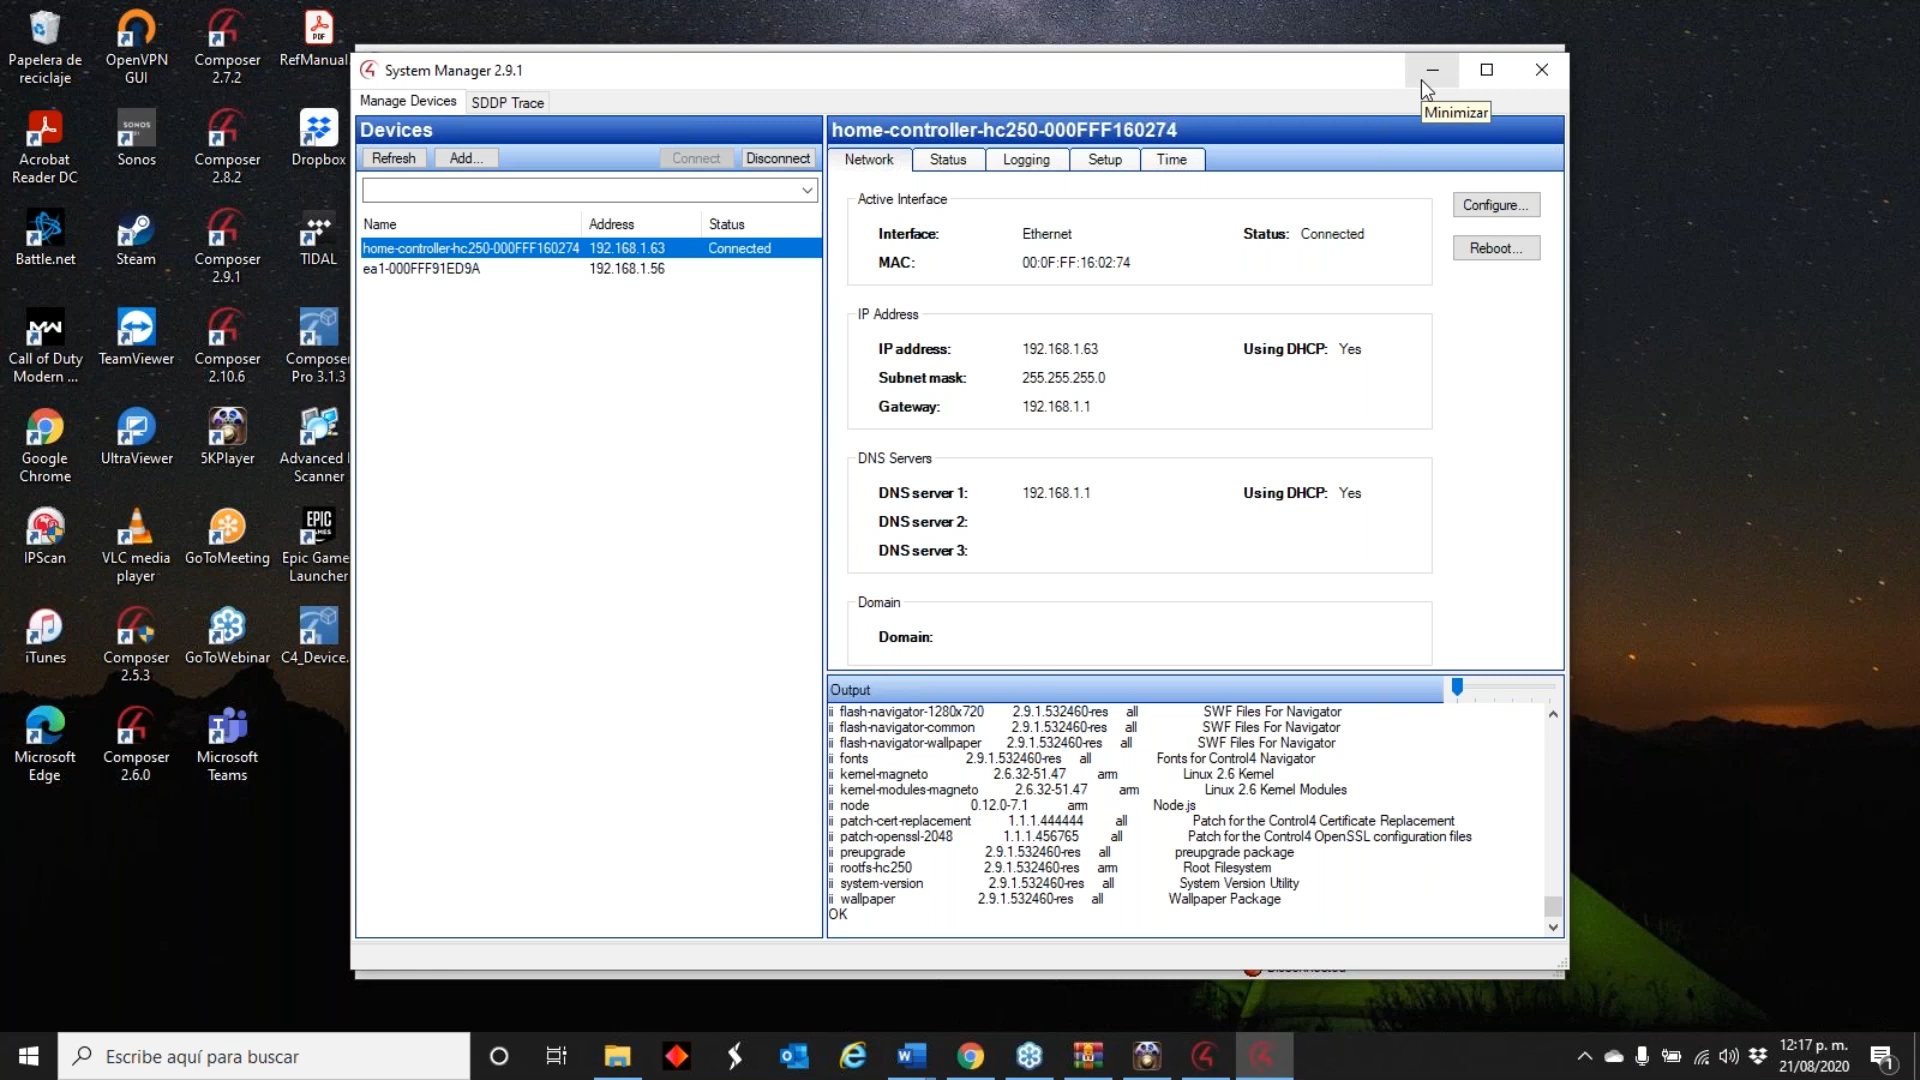 Papelera de
reciclaje
OpenVPN
GUI
Composer
2.7.2
PDF
RefManual.
Acrobat
Reader DC
SONOS
Sonos
Composer
2.8.2
Dropbox
Battle.net
Steam
Composer
2.9.1
TIDAL
MW
Call of Duty
Modern ...
TeamViewer
Composer
2.10.6
Composer
Pro 3.1.3
Google
Chrome
UltraViewer
5KPlayer
Advanced I
Scanner
IPScan
VLC media
player
GoToMeeting
EPIC
GAMES
Epic Game
Launcher
iTunes
Composer
2.5.3
GoToWebinar
C4_Device.
Microsoft
Edge
Composer
2.6.0
Microsoft
Teams
System Manager 2.9.1
Minimizar
Manage Devices
SDDP Trace
Devices
Refresh
Add...
Connect
Disconnect
Name Address Status
home-controller-hc250-000FFF160274 192.168.1.63 Connected
ea1-000FFF91ED9A 192.168.1.56
home-controller-hc250-000FFF160274
Network Status Logging Setup Time
Active Interface
Interface: Ethernet Status: Connected
MAC: 00:0F:FF:16:02:74
Configure...
Reboot...
IP Address
IP address: 192.168.1.63 Using DHCP: Yes
Subnet mask: 255.255.255.0
Gateway: 192.168.1.1
DNS Servers
DNS server 1: 192.168.1.1 Using DHCP: Yes
DNS server 2:
DNS server 3:
Domain
Domain:
Output
ii flash-navigator-1280x720 2.9.1.532460-res all SWF Files For Navigator
ii flash-navigator-common 2.9.1.532460-res all SWF Files For Navigator
ii flash-navigator-wallpaper 2.9.1.532460-res all SWF Files For Navigator
ii fonts 2.9.1.532460-res all Fonts for Control4 Navigator
ii kernel-magneto 2.6.32-51.47 arm Linux 2.6 Kernel
ii kernel-modules-magneto 2.6.32-51.47 arm Linux 2.6 Kernel Modules
ii node 0.12.0-7.1 arm Node.js
ii patch-cert-replacement 1.1.1.444444 all Patch for the Control4 Certificate Replacement
ii patch-openssl-2048 1.1.1.456765 all Patch for the Control4 OpenSSL configuration files
ii preupgrade 2.9.1.532460-res all preupgrade package
ii rootfs-hc250 2.9.1.532460-res arm Root Filesystem
ii system-version 2.9.1.532460-res all System Version Utility
ii wallpaper 2.9.1.532460-res all Wallpaper Package
OK
Escribe aquí para buscar
12:17 p. m.
21/08/2020
1